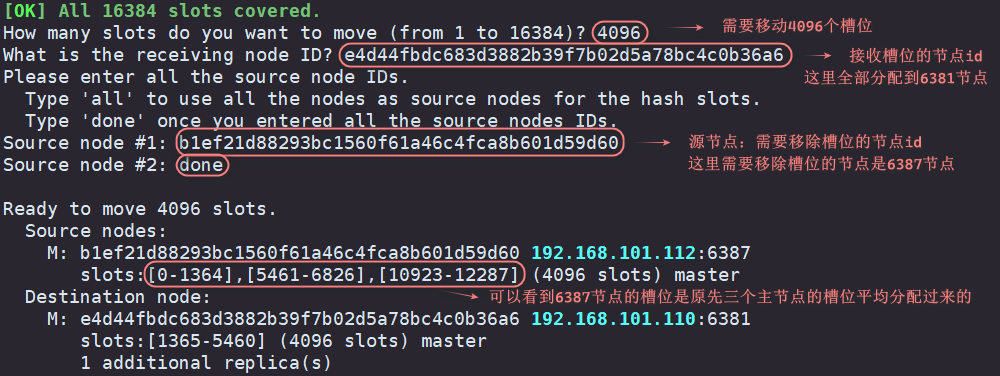 [OK] All 16384 slots covered.
How many slots do you want to move (from 1 to 16384)? 4096 需要移动4096个槽位
What is the receiving node ID? e4d44fbdc683d3882b39f7b02d5a78bc4c0b36a6 接收槽位的节点id
Please enter all the source node IDs. 这里全部分配到6381节点
Type 'all' to use all the nodes as source nodes for the hash slots.
Type 'done' once you entered all the source nodes IDs.
Source node #1: b1ef21d88293bc1560f61a46c4fca8b601d59d60 源节点：需要移除槽位的节点id
Source node #2: done 这里需要移除槽位的节点是6387节点
Ready to move 4096 slots.
Source nodes:
M: b1ef21d88293bc1560f61a46c4fca8b601d59d60 192.168.101.112:6387
slots:[0-1364],[5461-6826],[10923-12287] (4096 slots) master
Destination node: 可以看到6387节点的槽位是原先三个主节点的槽位平均分配过来的
M: e4d44fbdc683d3882b39f7b02d5a78bc4c0b36a6 192.168.101.110:6381
slots:[1365-5460] (4096 slots) master
1 additional replica(s)